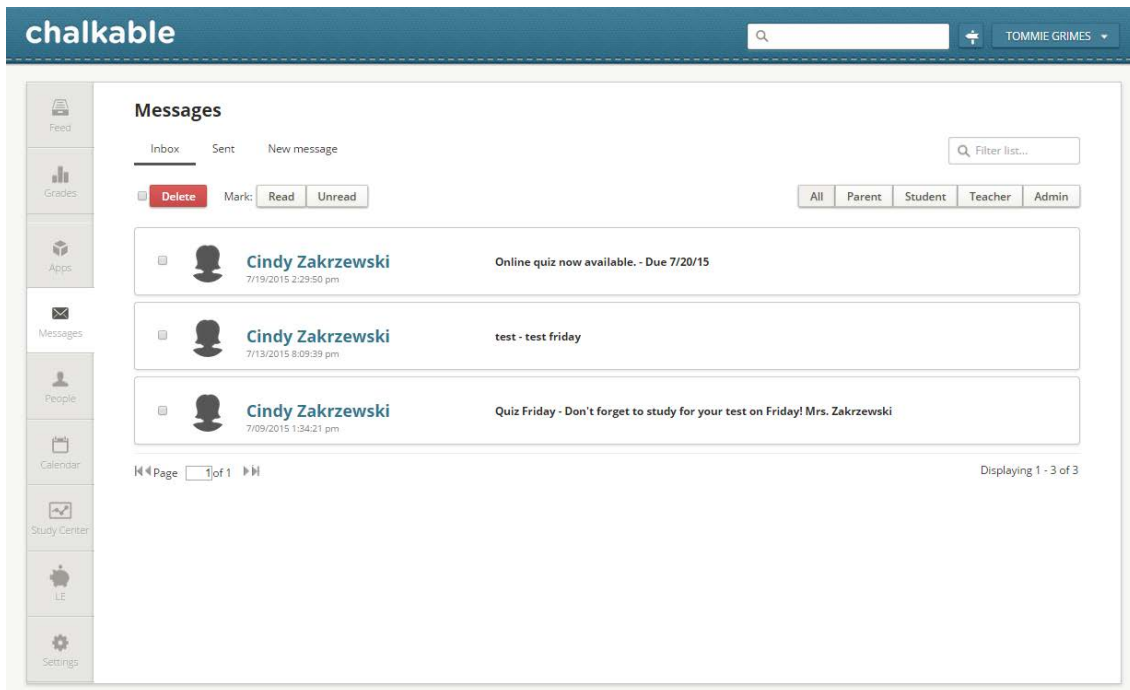 chalkable
TOMMIE GRIMES
Feed
Grades
Apps
Messages
People
Calendar
Study Center
LE
Settings
Messages
Inbox Sent New message
Filter list...
Delete Mark: Read Unread
All Parent Student Teacher Admin
Cindy Zakrzewski
7/19/2015 2:29:50 pm
Online quiz now available. - Due 7/20/15
Cindy Zakrzewski
7/13/2015 8:09:39 pm
test - test friday
Cindy Zakrzewski
7/09/2015 1:34:21 pm
Quiz Friday - Don't forget to study for your test on Friday! Mrs. Zakrzewski
Page 1 of 1
Displaying 1 - 3 of 3